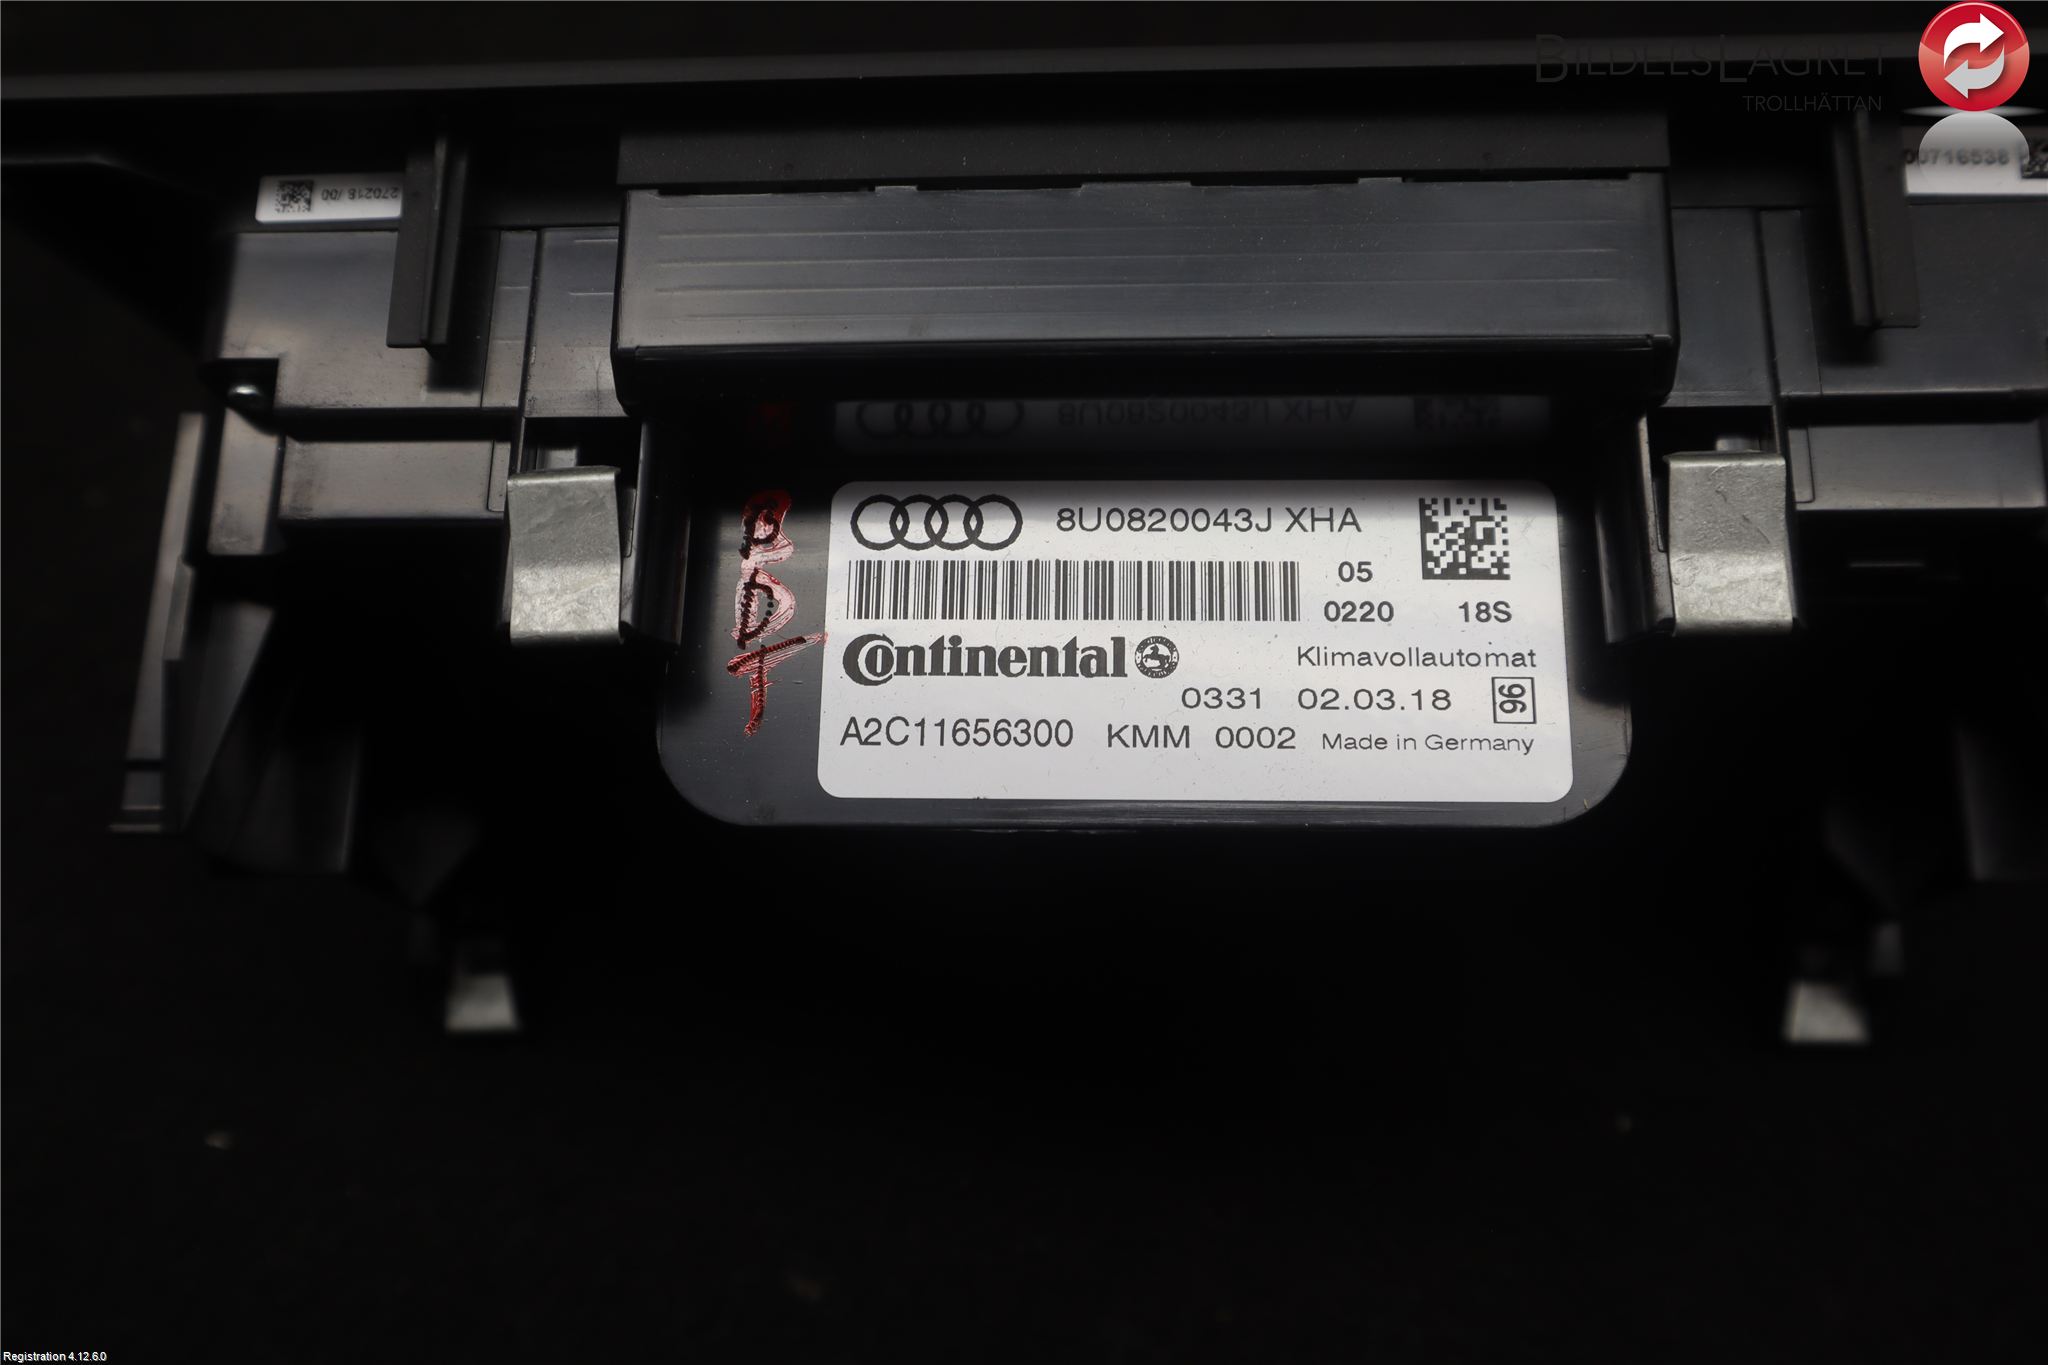 BILDELSLAGRET
TROLLHÄTTAN
00716538
270218 /00
8U0820043J XHA
05
0220 18S
Continental
Klimavollautomat
0331 02.03.18 96
A2C11656300 KMM 0002 Made in Germany
Registration 4.12.6.0